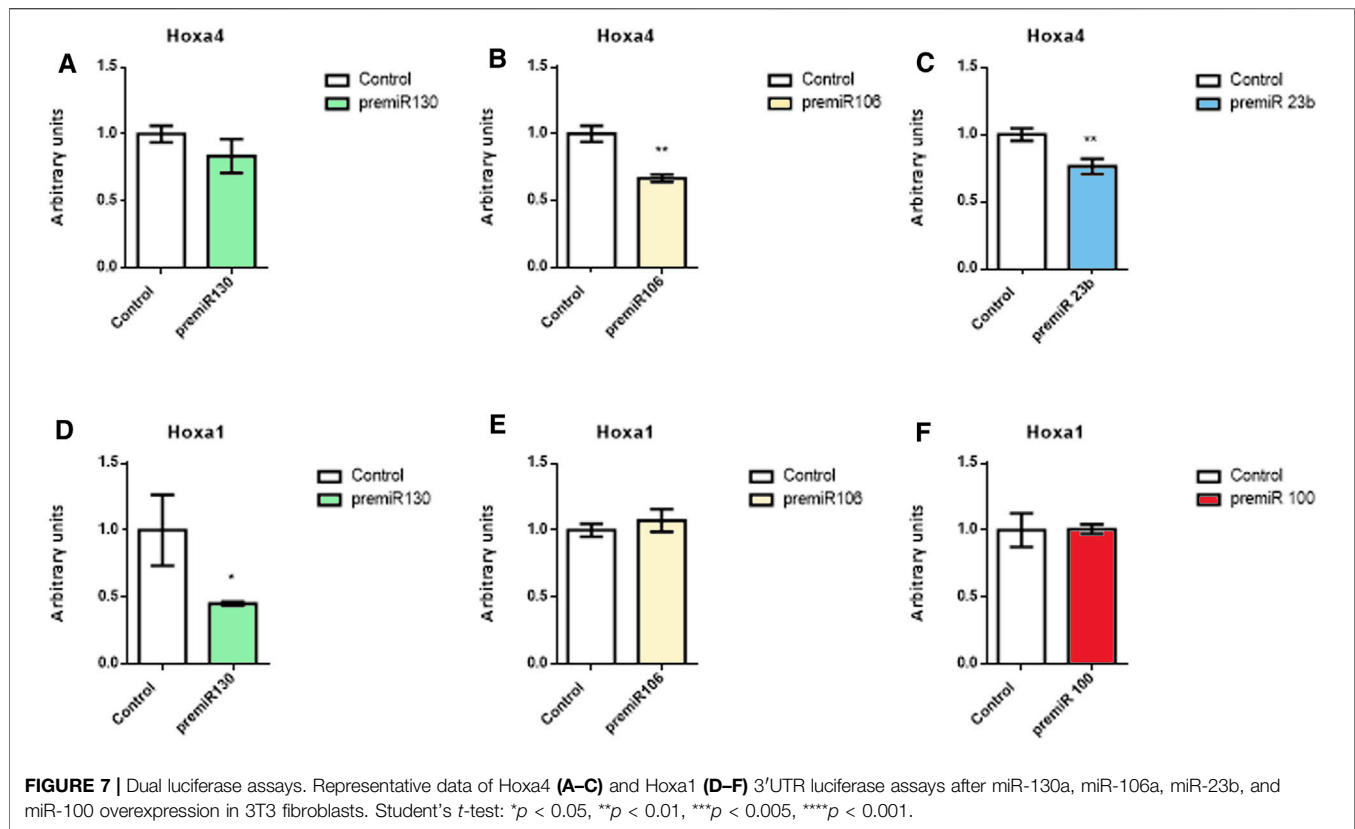 Hoxa4
A
1.5
1.0
0.5
0.0
Arbitrary units
Control
premiR130
Control
premiR130
Hoxa4
B
1.5
1.0
0.5
0.0
Arbitrary units
**
Control
premiR106
Control
premiR106
Hoxa4
C
1.5
1.0
0.5
0.0
Arbitrary units
**
Control
premiR 23b
Control
premiR 23b
Hoxa1
D
1.5
1.0
0.5
0.0
Arbitrary units
*
Control
premiR130
Control
premiR130
Hoxa1
E
1.5
1.0
0.5
0.0
Arbitrary units
Control
premiR106
Control
premiR106
Hoxa1
F
1.5
1.0
0.5
0.0
Arbitrary units
Control
premiR 100
Control
premiR 100
FIGURE 7 | Dual luciferase assays. Representative data of Hoxa4 (A–C) and Hoxa1 (D–F) 3′UTR luciferase assays after miR-130a, miR-106a, miR-23b, and
miR-100 overexpression in 3T3 fibroblasts. Student’s t-test: *p < 0.05, **p < 0.01, ***p < 0.005, ****p < 0.001.